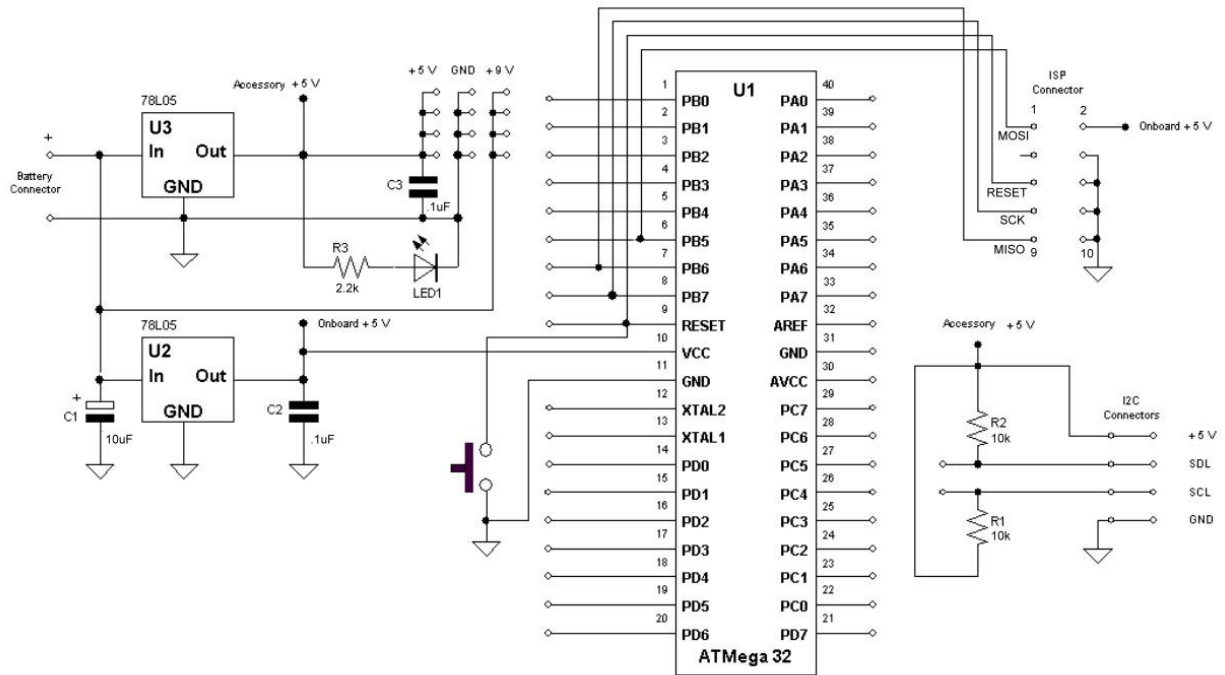 Accessory +5 V
+5 V
GND
+9 V
78L05
U3
In
Out
GND
+
Battery
Connector
C3
.1uF
R3
2.2k
LED1
78L05
U2
In
Out
GND
Onboard +5 V
+
C1
10uF
C2
.1uF
U1
1
PB0
2
PB1
3
PB2
4
PB3
5
PB4
6
PB5
7
PB6
8
PB7
9
RESET
10
VCC
11
GND
12
XTAL2
13
XTAL1
14
PD0
15
PD1
16
PD2
17
PD3
18
PD4
19
PD5
20
PD6
40
PA0
39
PA1
38
PA2
37
PA3
36
PA4
35
PA5
34
PA6
33
PA7
32
AREF
31
GND
30
AVCC
29
PC7
28
PC6
27
PC5
26
PC4
25
PC3
24
PC2
23
PC1
22
PC0
21
PD7
ATMega 32
ISP
Connector
1
2
MOSI
Onboard +5 V
RESET
SCK
MISO
9
10
Accessory +5 V
R2
10k
R1
10k
I2C
Connectors
+5 V
SDL
SCL
GND